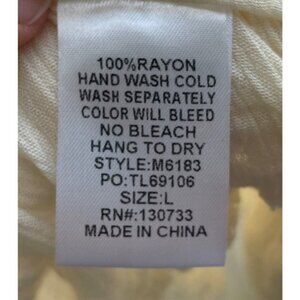 100%RAYON
HAND WASH COLD
WASH SEPARATELY
COLOR WILL BLEED
NO BLEACH
HANG TO DRY
STYLE:M6183
PO:TL69106
SIZE:L
RN#:130733
MADE IN CHINA